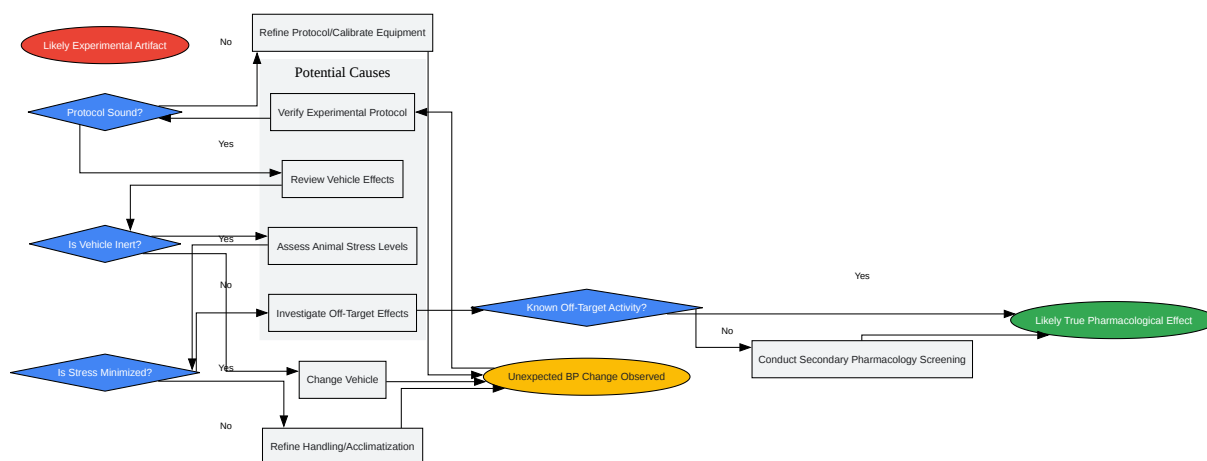 Refine Protocol/Calibrate Equipment
No
Likely Experimental Artifact
Potential Causes
Protocol Sound?
Verify Experimental Protocol
Yes
Review Vehicle Effects
Is Vehicle Inert?
Yes
Assess Animal Stress Levels
No
Investigate Off-Target Effects
Known Off-Target Activity?
Yes
Likely True Pharmacological Effect
No
Conduct Secondary Pharmacology Screening
Is Stress Minimized?
Yes
Change Vehicle
Unexpected BP Change Observed
No
Refine Handling/Acclimatization